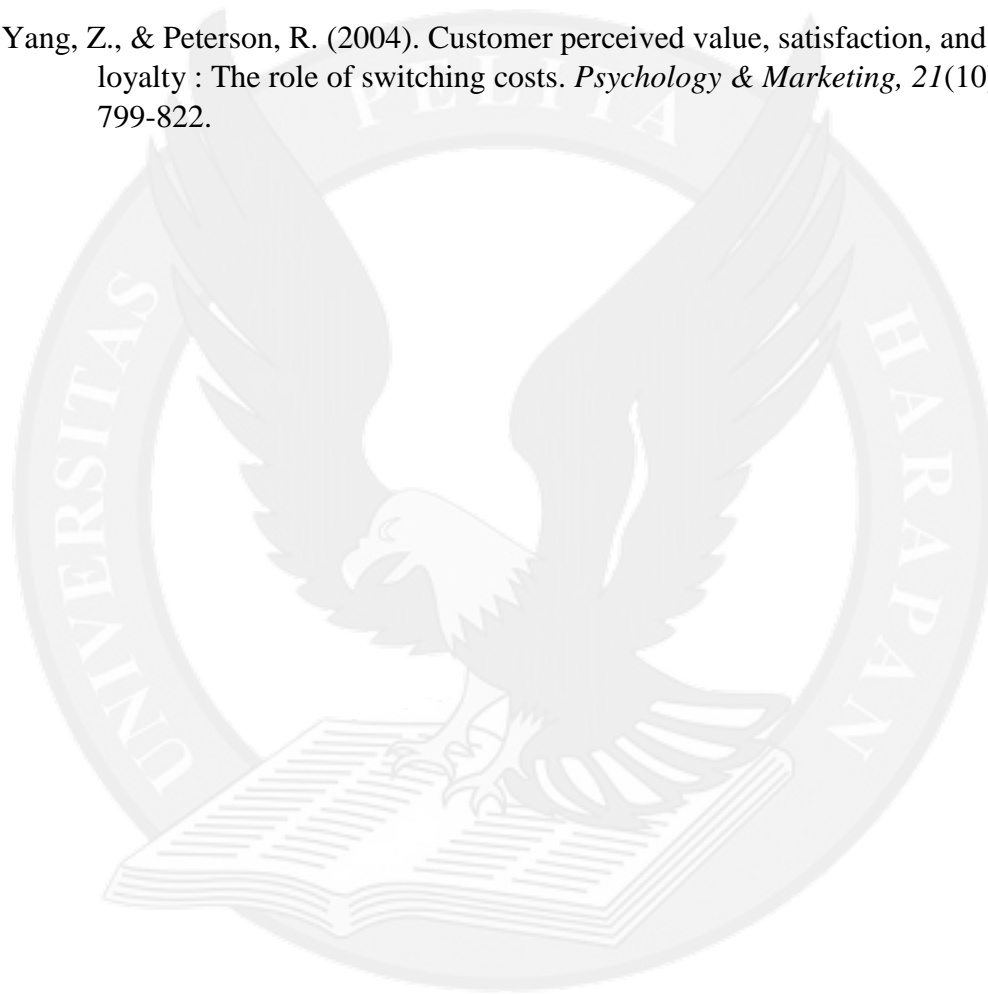 Yang, Z., & Peterson, R. (2004). Customer perceived value, satisfaction, and
loyalty : The role of switching costs. Psychology & Marketing, 21(10
799-822.
PELITA
UNIVERSITAS
HARAPAN